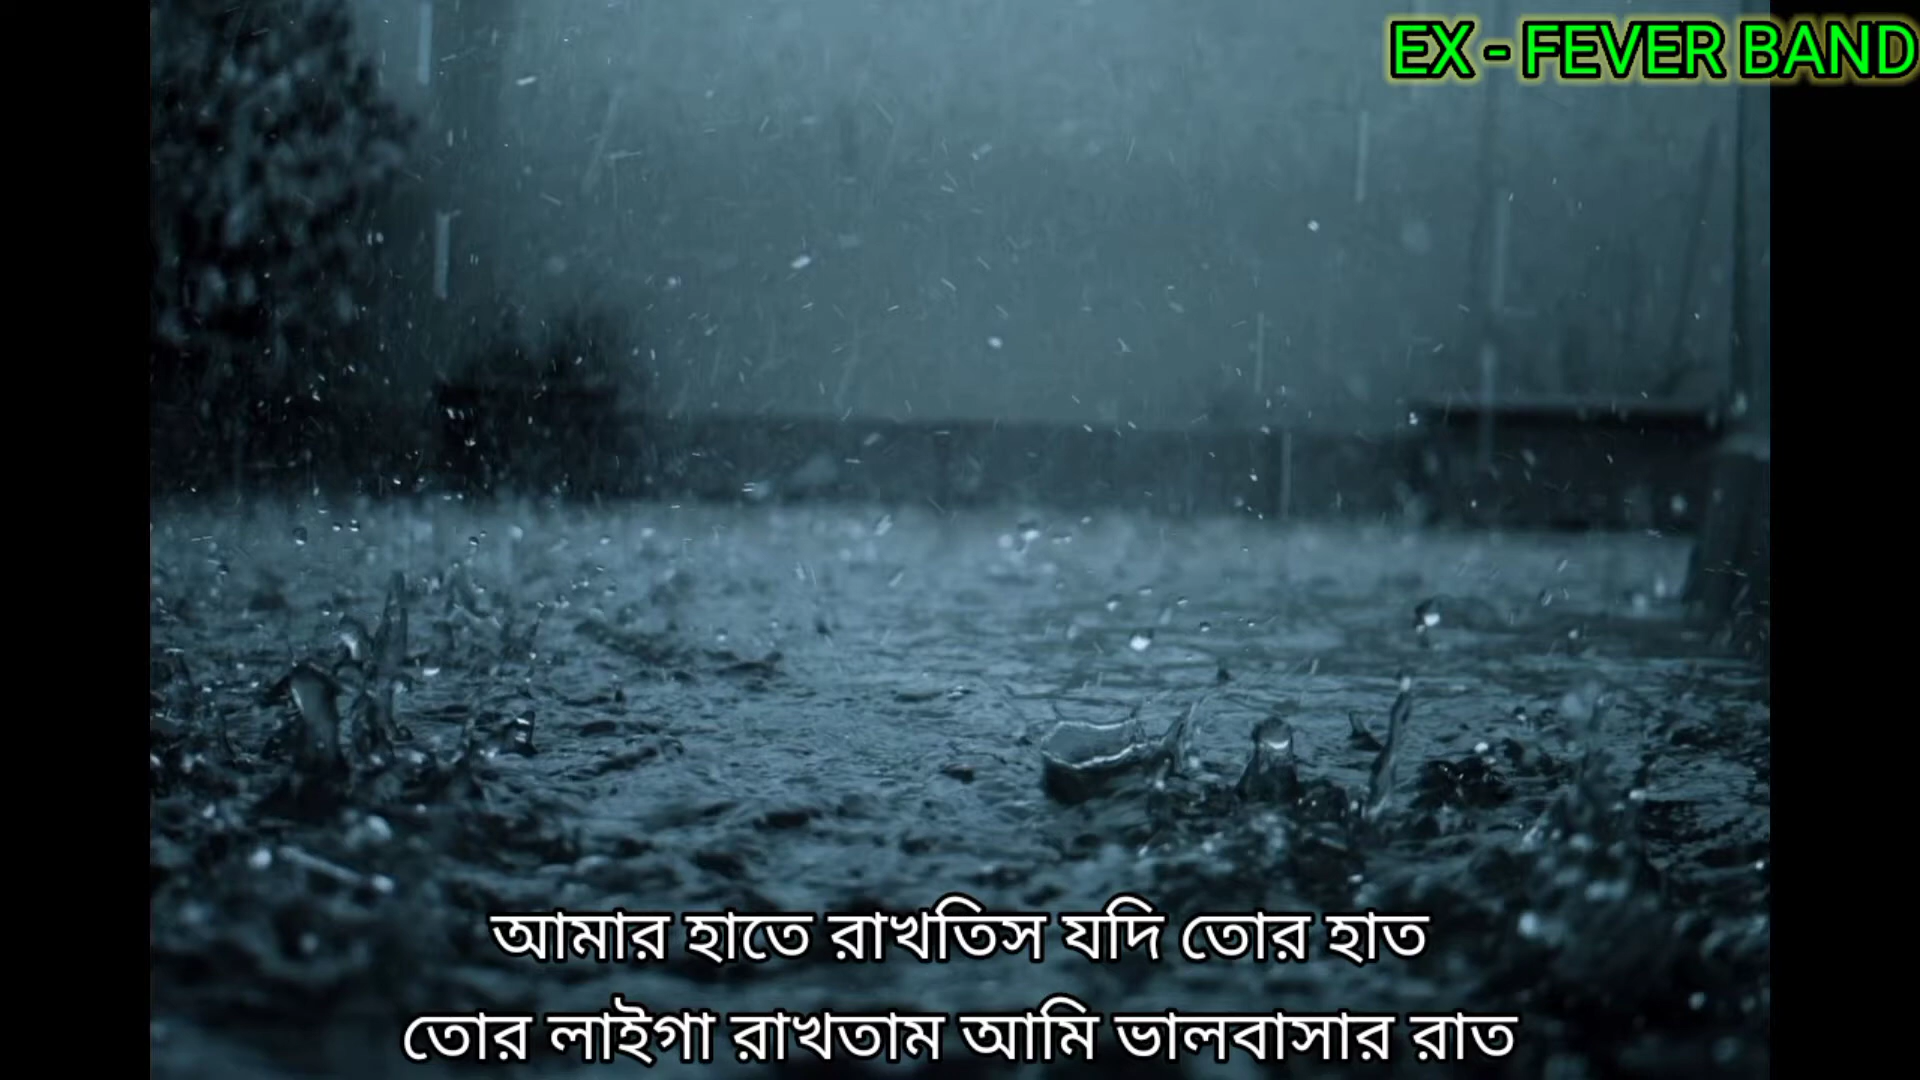 EX - FEVER BAND
আমার হাতে রাখতিস যদি তোর হাত
তোর লাইগা রাখতাম আমি ভালবাসার রাত